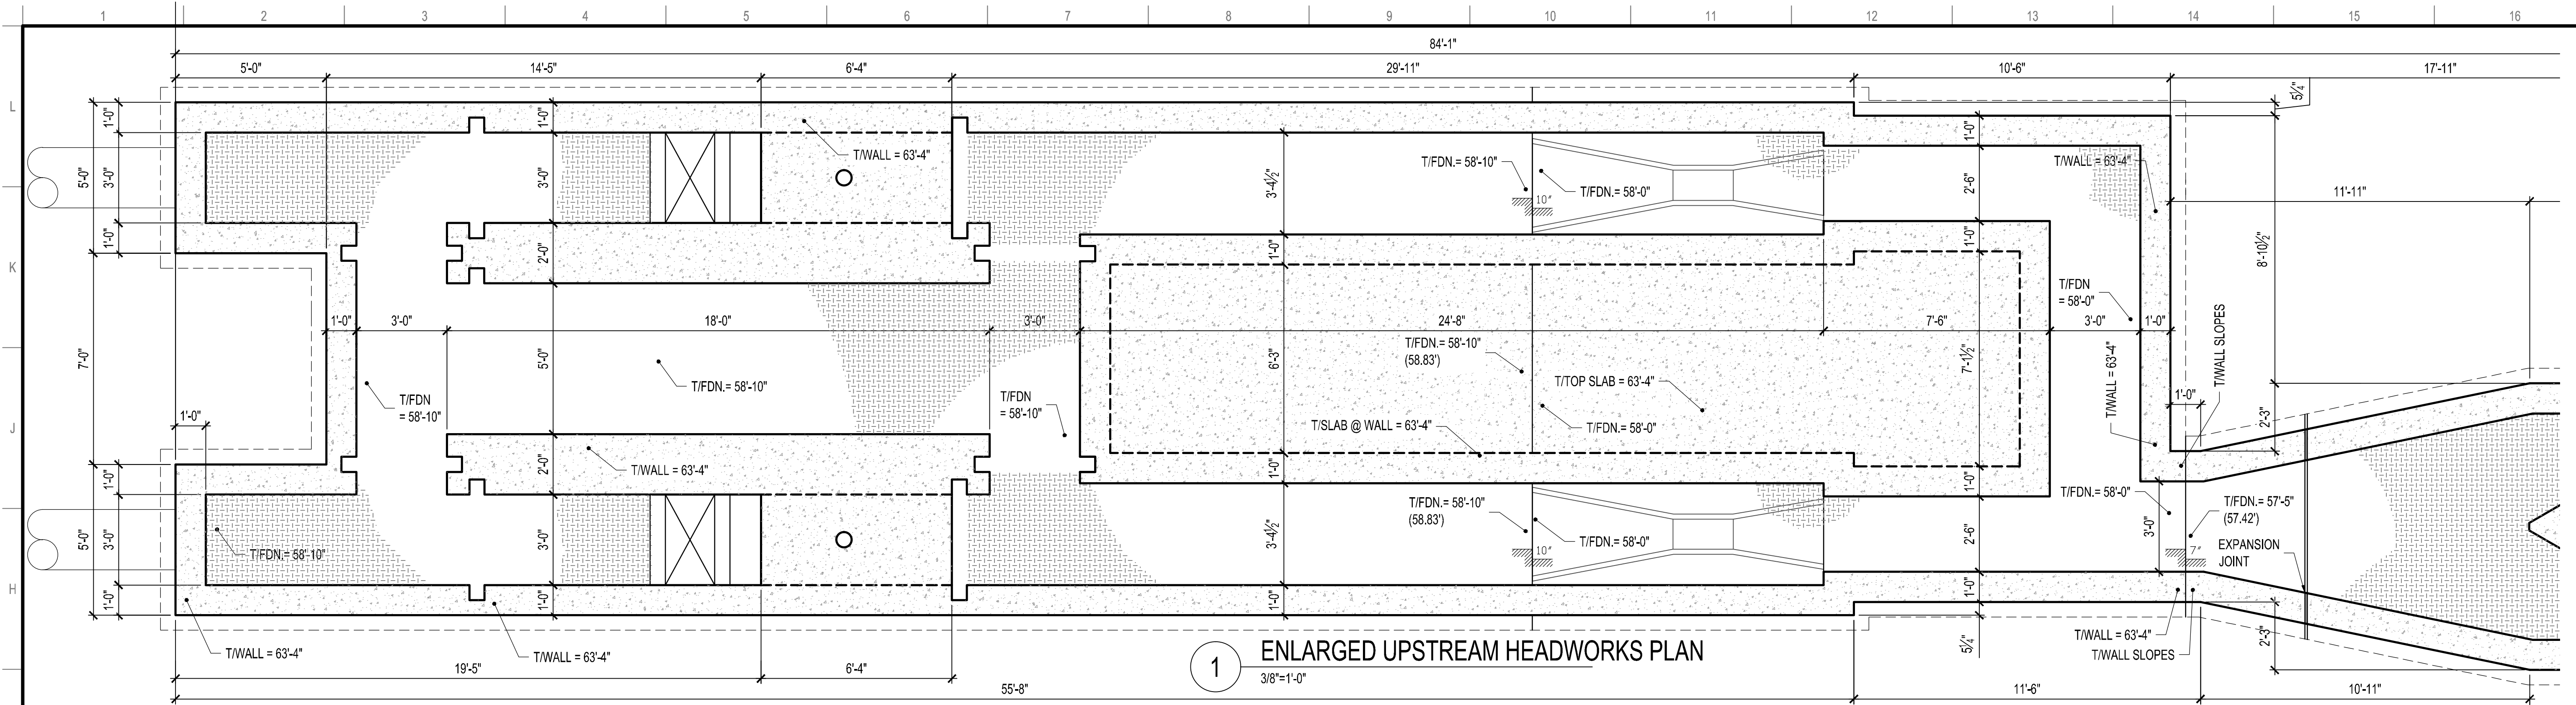 1 2 3 4 5 6 7 8 9 10 11 12 13 14 15 16
84'-1"
5'-0" 14'-5" 6'-4" 29'-11" 10'-6" 17'-11"
L
K
J
H
1'-0"
5'-0"
3'-0"
1'-0"
7'-0"
1'-0"
5'-0"
3'-0"
1'-0"
1'-0"
1'-0"
3'-0"
2'-0"
5'-0"
2'-0"
3'-0"
1'-0"
T/WALL = 63'-4"
1'-0" 3'-0" 18'-0" 3'-0" 24'-8" 7'-6" 3'-0" 1'-0"
T/FDN
= 58'-10"
T/FDN.= 58'-10"
T/FDN
= 58'-10"
T/WALL = 63'-4"
T/FDN.= 58'-10"
T/WALL = 63'-4"
T/WALL = 63'-4"
3'-4½"
1'-0"
6'-3"
1'-0"
3'-4½"
1'-0"
T/FDN.= 58'-10"
10"
T/FDN.= 58'-0"
T/FDN.= 58'-10"
(58.83')
T/TOP SLAB = 63'-4"
T/SLAB @ WALL = 63'-4"
T/FDN.= 58'-0"
T/FDN.= 58'-10"
(58.83')
10"
T/FDN.= 58'-0"
1'-0"
2'-6"
1'-0"
7'-1½"
1'-0"
2'-6"
1'-0"
5¼"
T/WALL = 63'-4"
T/FDN
= 58'-0"
T/WALL = 63'-4"
T/WALL SLOPES
1'-0"
5¼"
8'-10½"
2'-3"
11'-11"
T/FDN.= 58'-0"
3'-0"
T/FDN.= 57'-5"
(57.42')
7"
EXPANSION
JOINT
T/WALL = 63'-4"
T/WALL SLOPES
2'-3"
19'-5" 6'-4"
55'-8" 11'-6" 10'-11"
1 ENLARGED UPSTREAM HEADWORKS PLAN
3/8"=1'-0"